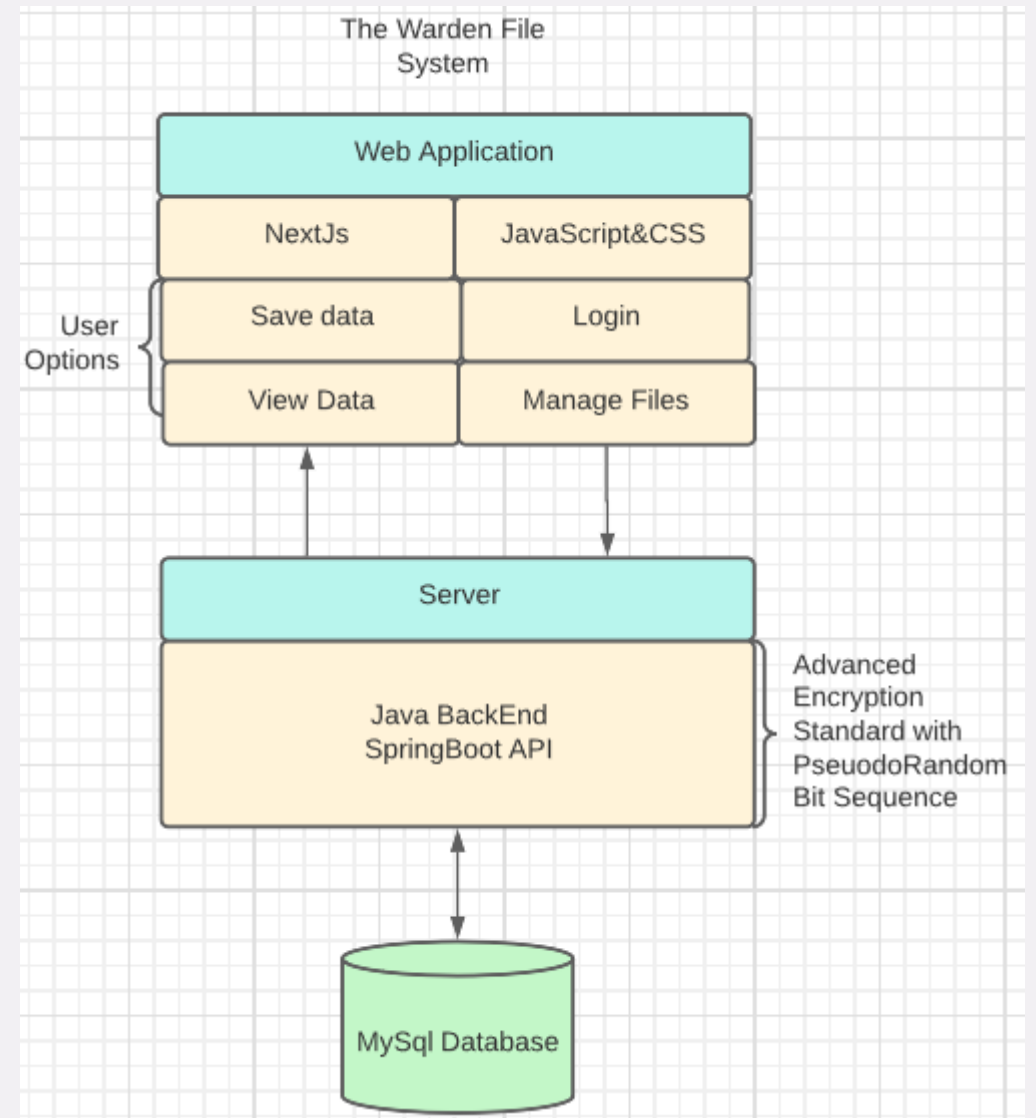 The Warden File
System
Web Application
NextJs
JavaScript&CSS
User
Options
Save data
Login
View Data
Manage Files
Server
Java BackEnd
SpringBoot API
Advanced
Encryption
Standard with
PseuodoRandom
Bit Sequence
MySql Database